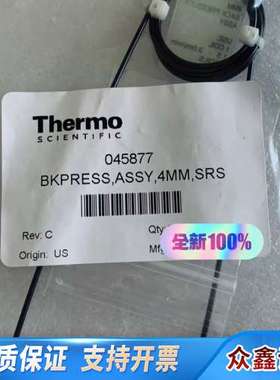 Thermo
SCIENTIFIC
045877
BKPRESS,ASSY,4MM,SRS
Rev: C
Qty:
Origin: US
Mfg
全新100%
质保证 支持开票
众鑫